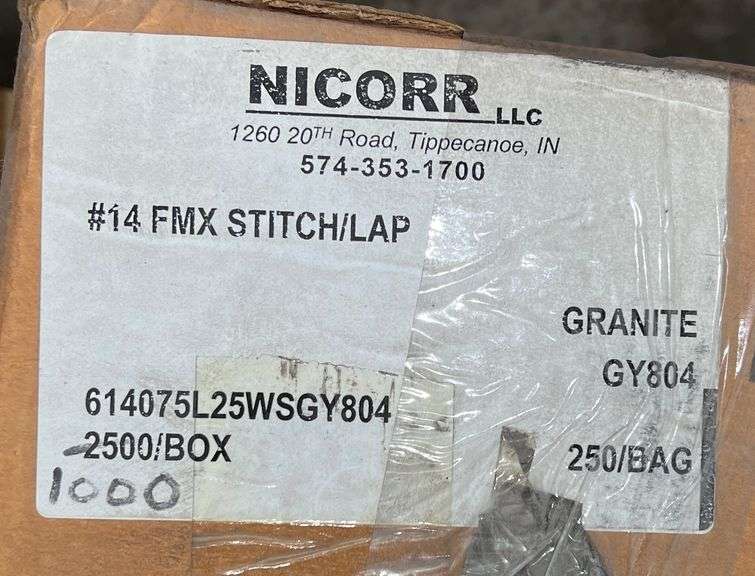 NICORR LLC
1260 20TH Road, Tippecanoe, IN
574-353-1700
#14 FMX STITCH/LAP
GRANITE
GY804
614075L25WSGY804
2500/BOX
250/BAG
1000